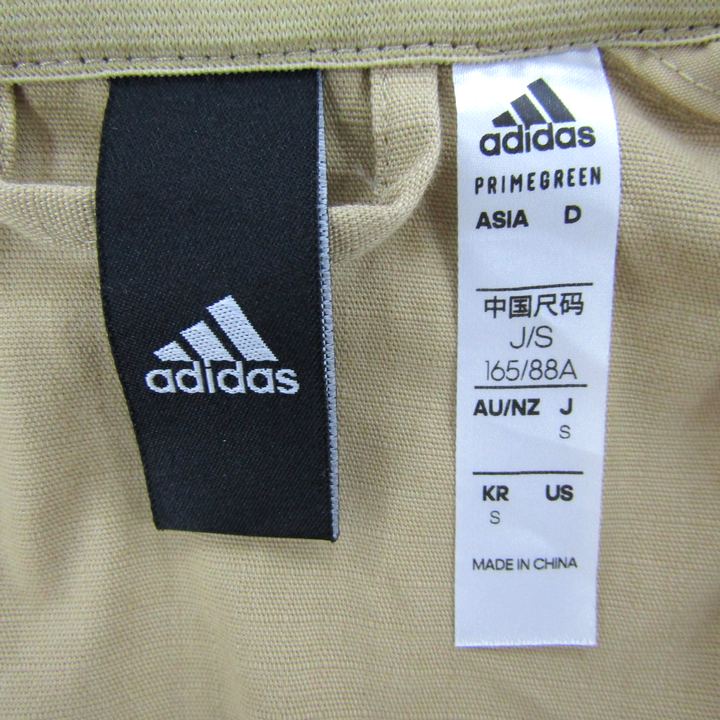 adidas
adidas
PRIMEGREEN
ASIA D
中国尺码
J/S
165/88A
AU/NZ J
S
KR US
S
MADE IN CHINA